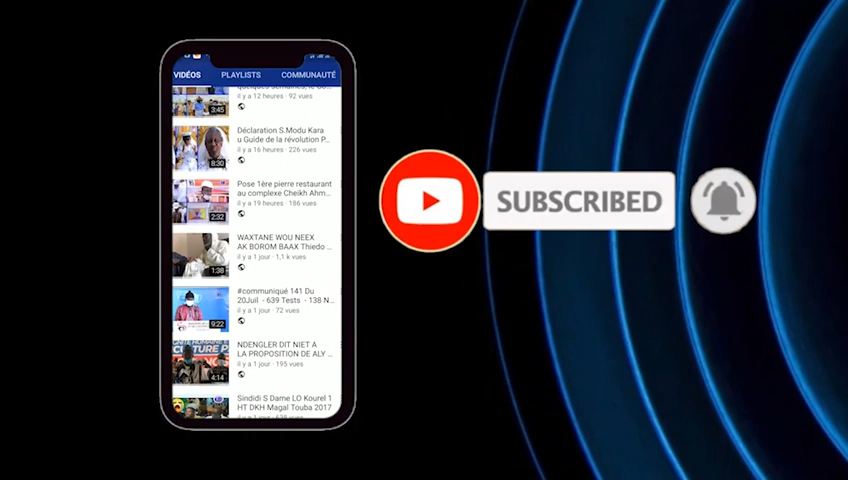 VIDÉOS PLAYLISTS COMMUNAUTÉ
il y a 12 heures · 92 vues
3:45
Déclaration S.Modu Kara
u Guide de la révolution P...
il y a 16 heures · 226 vues
8:30
Pose 1ère pierre restaurant
au complexe Cheikh Ahm...
il y a 19 heures · 186 vues
2:32
WAXTANE WOU NEEX
AK BOROM BAAX Thiedo ...
il y a 1 jour · 1,1 k vues
1:38
#communiqué 141 Du
20Juil - 639 Tests - 138 N...
il y a 1 jour · 72 vues
9:22
NDENGLER DIT NIET A
LA PROPOSITION DE ALY ...
il y a 1 jour · 195 vues
4:14
Sindidi S Dame LO Kourel 1
HT DKH Magal Touba 2017
SUBSCRIBED